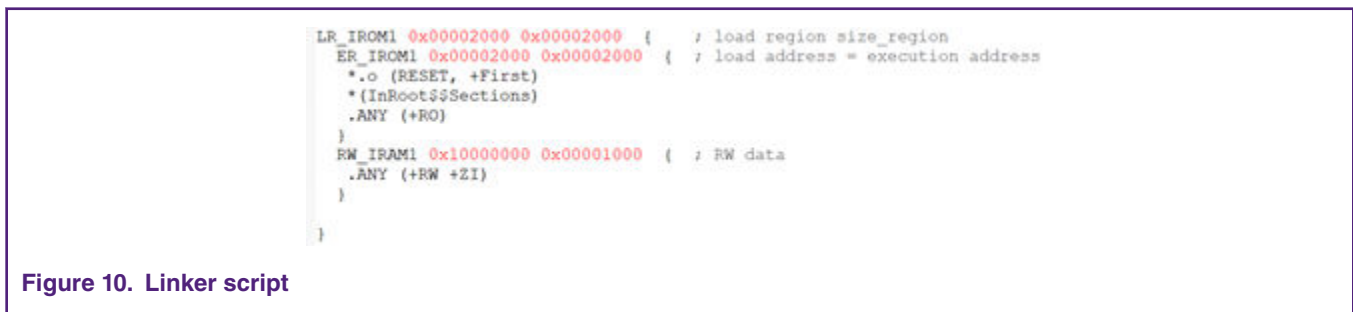 LR_IROM1 0x00002000 0x00002000 { ; load region size_region
ER_IROM1 0x00002000 0x00002000 { ; load address = execution address
*.o (RESET, +First)
*(InRoot$$Sections)
.ANY (+RO)
}
RW_IRAM1 0x10000000 0x00001000 { ; RW data
.ANY (+RW +ZI)
}
}
Figure 10. Linker script